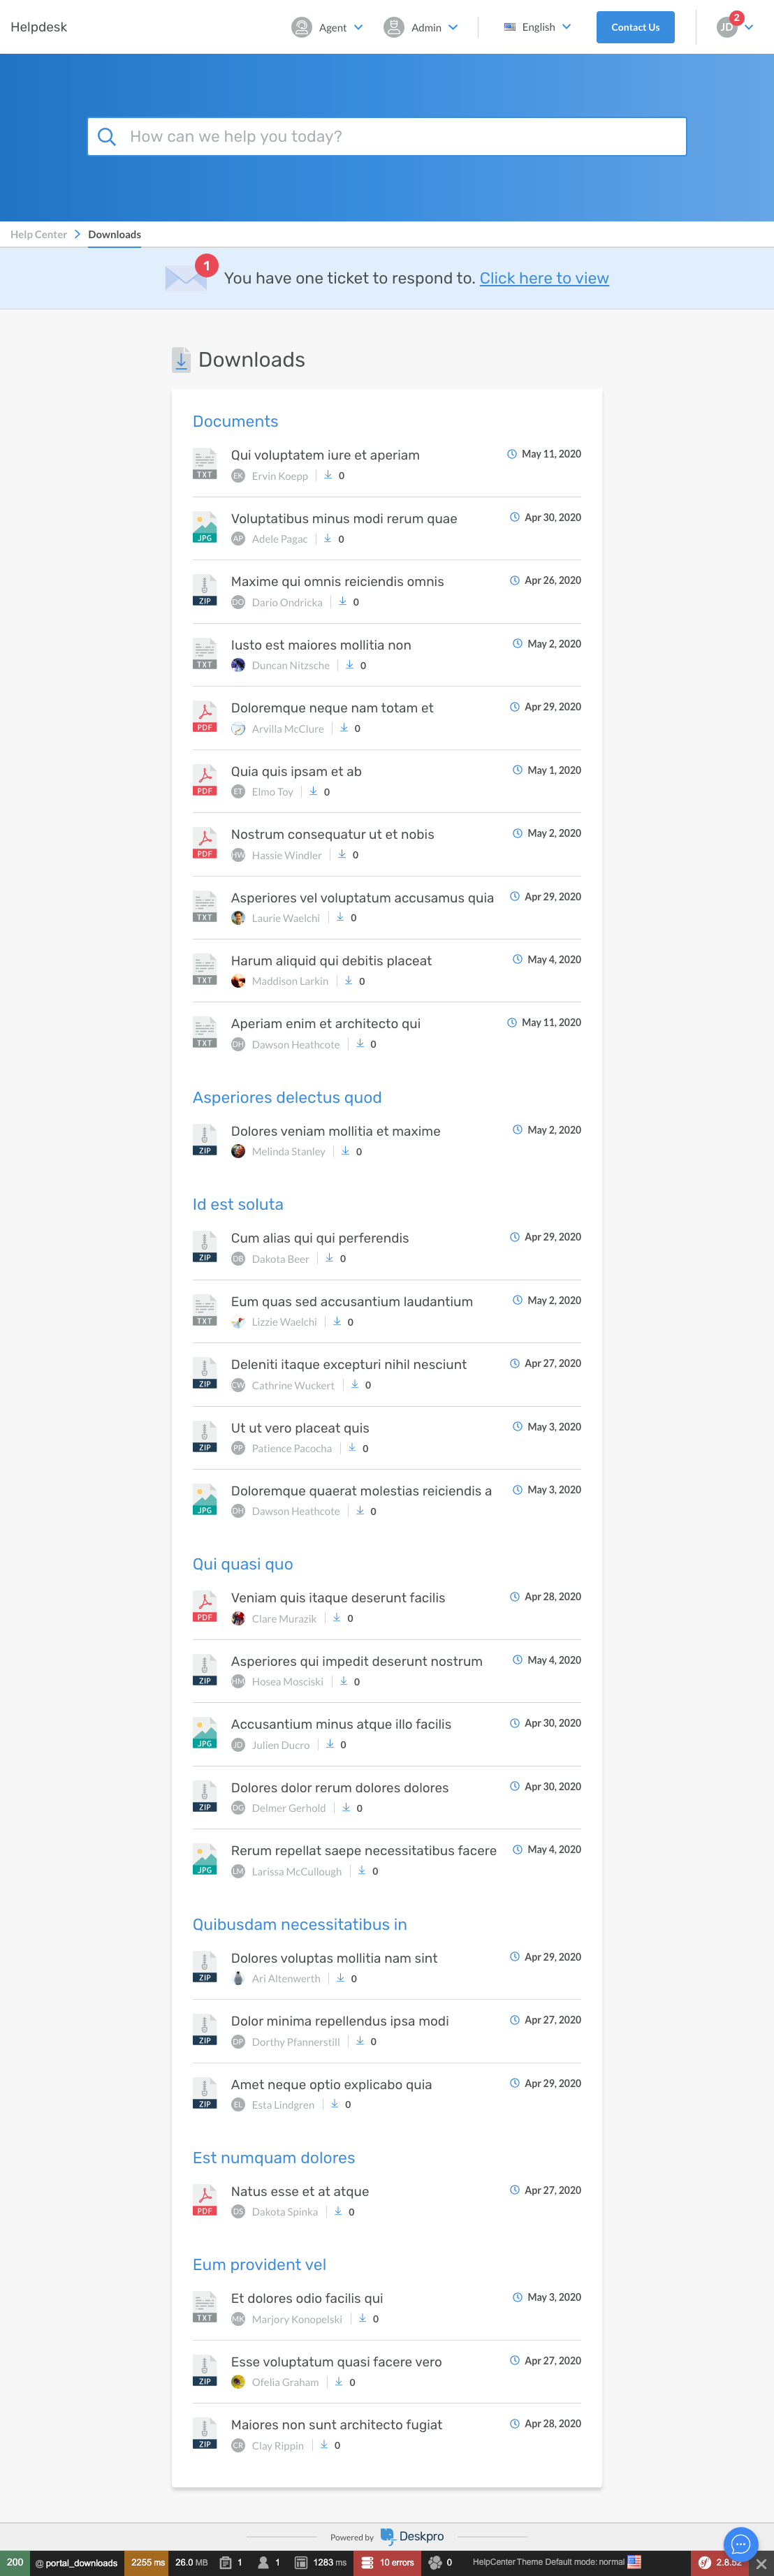 Helpdesk
Agent
Admin
English
Contact Us
JD
2
How can we help you today?
Help Center
Downloads
1
You have one ticket to respond to. Click here to view
Downloads
Documents
TXT
Qui voluptatem iure et aperiam
May 11, 2020
EK Ervin Koepp 0
JPG
Voluptatibus minus modi rerum quae
Apr 30, 2020
AP Adele Pagac 0
ZIP
Maxime qui omnis reiciendis omnis
Apr 26, 2020
DO Dario Ondricka 0
TXT
Iusto est maiores mollitia non
May 2, 2020
Duncan Nitzsche 0
PDF
Doloremque neque nam totam et
Apr 29, 2020
Arvilla McClure 0
PDF
Quia quis ipsam et ab
May 1, 2020
ET Elmo Toy 0
PDF
Nostrum consequatur ut et nobis
May 2, 2020
HW Hassie Windler 0
TXT
Asperiores vel voluptatum accusamus quia
Apr 29, 2020
Laurie Waelchi 0
TXT
Harum aliquid qui debitis placeat
May 4, 2020
Maddison Larkin 0
TXT
Aperiam enim et architecto qui
May 11, 2020
DH Dawson Heathcote 0
Asperiores delectus quod
ZIP
Dolores veniam mollitia et maxime
May 2, 2020
Melinda Stanley 0
Id est soluta
ZIP
Cum alias qui qui perferendis
Apr 29, 2020
DB Dakota Beer 0
TXT
Eum quas sed accusantium laudantium
May 2, 2020
Lizzie Waelchi 0
ZIP
Deleniti itaque excepturi nihil nesciunt
Apr 27, 2020
CW Cathrine Wuckert 0
ZIP
Ut ut vero placeat quis
May 3, 2020
PP Patience Pacocha 0
JPG
Doloremque quaerat molestias reiciendis a
May 3, 2020
DH Dawson Heathcote 0
Qui quasi quo
PDF
Veniam quis itaque deserunt facilis
Apr 28, 2020
Clare Murazik 0
ZIP
Asperiores qui impedit deserunt nostrum
May 4, 2020
HM Hosea Mosciski 0
JPG
Accusantium minus atque illo facilis
Apr 30, 2020
JD Julien Ducro 0
ZIP
Dolores dolor rerum dolores dolores
Apr 30, 2020
DG Delmer Gerhold 0
JPG
Rerum repellat saepe necessitatibus facere
May 4, 2020
LM Larissa McCullough 0
Quibusdam necessitatibus in
ZIP
Dolores voluptas mollitia nam sint
Apr 29, 2020
Ari Altenwerth 0
ZIP
Dolor minima repellendus ipsa modi
Apr 27, 2020
DP Dorthy Pfannerstill 0
ZIP
Amet neque optio explicabo quia
Apr 29, 2020
EL Esta Lindgren 0
Est numquam dolores
PDF
Natus esse et at atque
Apr 27, 2020
DS Dakota Spinka 0
Eum provident vel
TXT
Et dolores odio facilis qui
May 3, 2020
MK Marjory Konopelski 0
ZIP
Esse voluptatum quasi facere vero
Apr 27, 2020
Ofelia Graham 0
ZIP
Maiores non sunt architecto fugiat
Apr 28, 2020
CR Clay Rippin 0
Powered by Deskpro
200 @ portal_downloads 2255 ms 26.0 MB 1 1 1283 ms 10 errors 0 HelpCenter Theme Default mode: normal sf